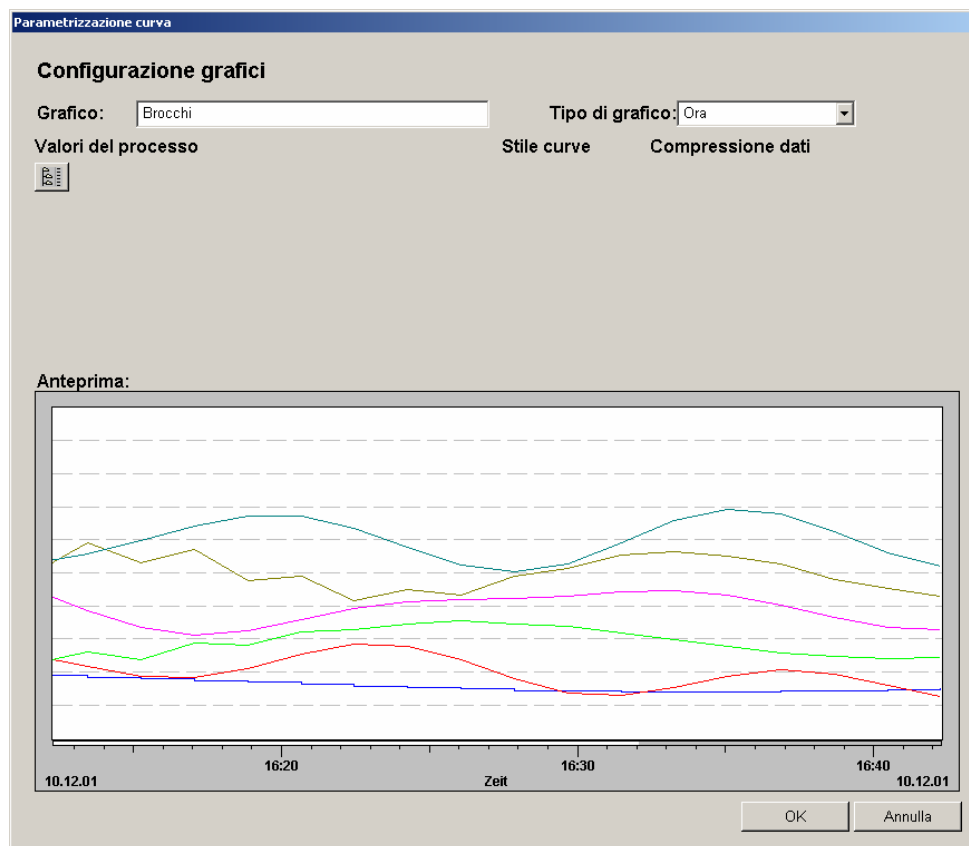 Parametrizzazione curva
Configurazione grafici
Grafico: Brocchi Tipo di grafico: Ora
Valori del processo Stile curve Compressione dati
Anteprima:
16:20 16:30 16:40
10.12.01 Zeit 10.12.01
OK Annulla